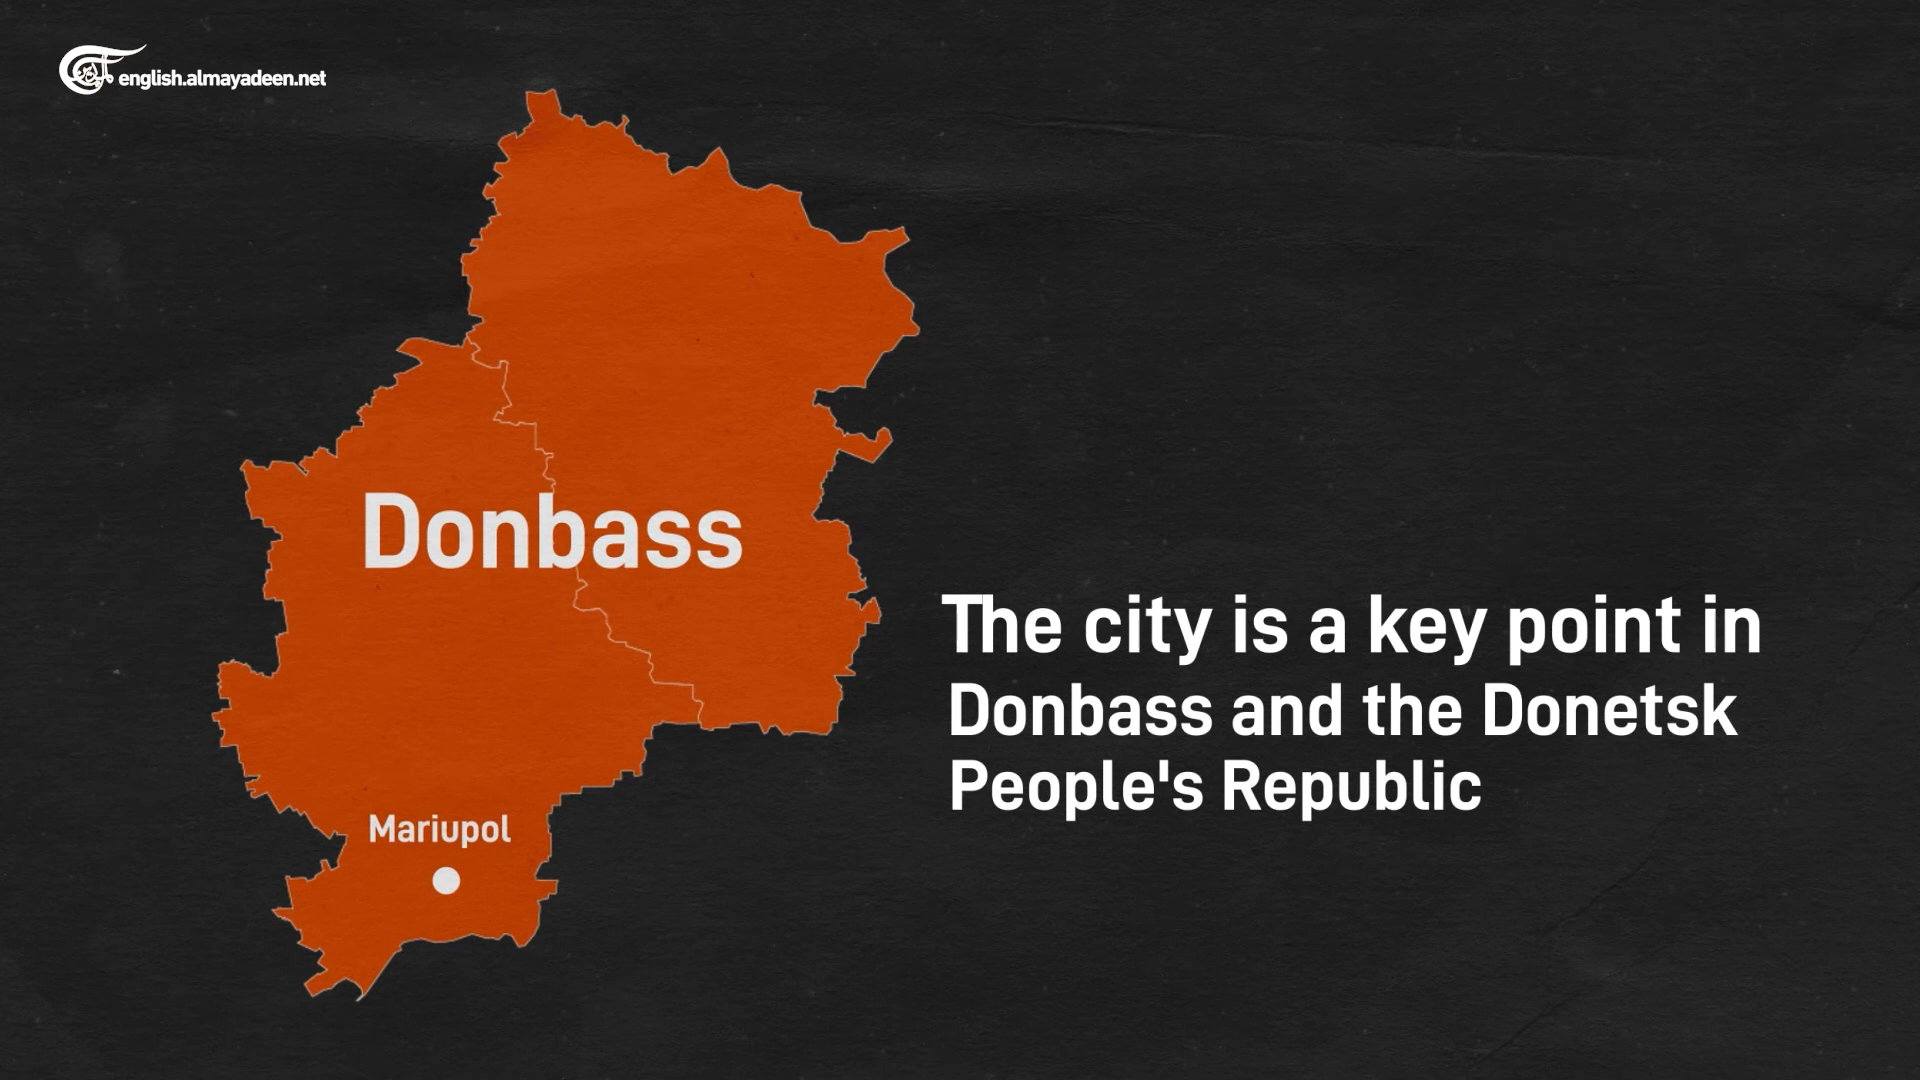 english.almayadeen.net
Donbass
Mariupol
The city is a key point in
Donbass and the Donetsk
People's Republic